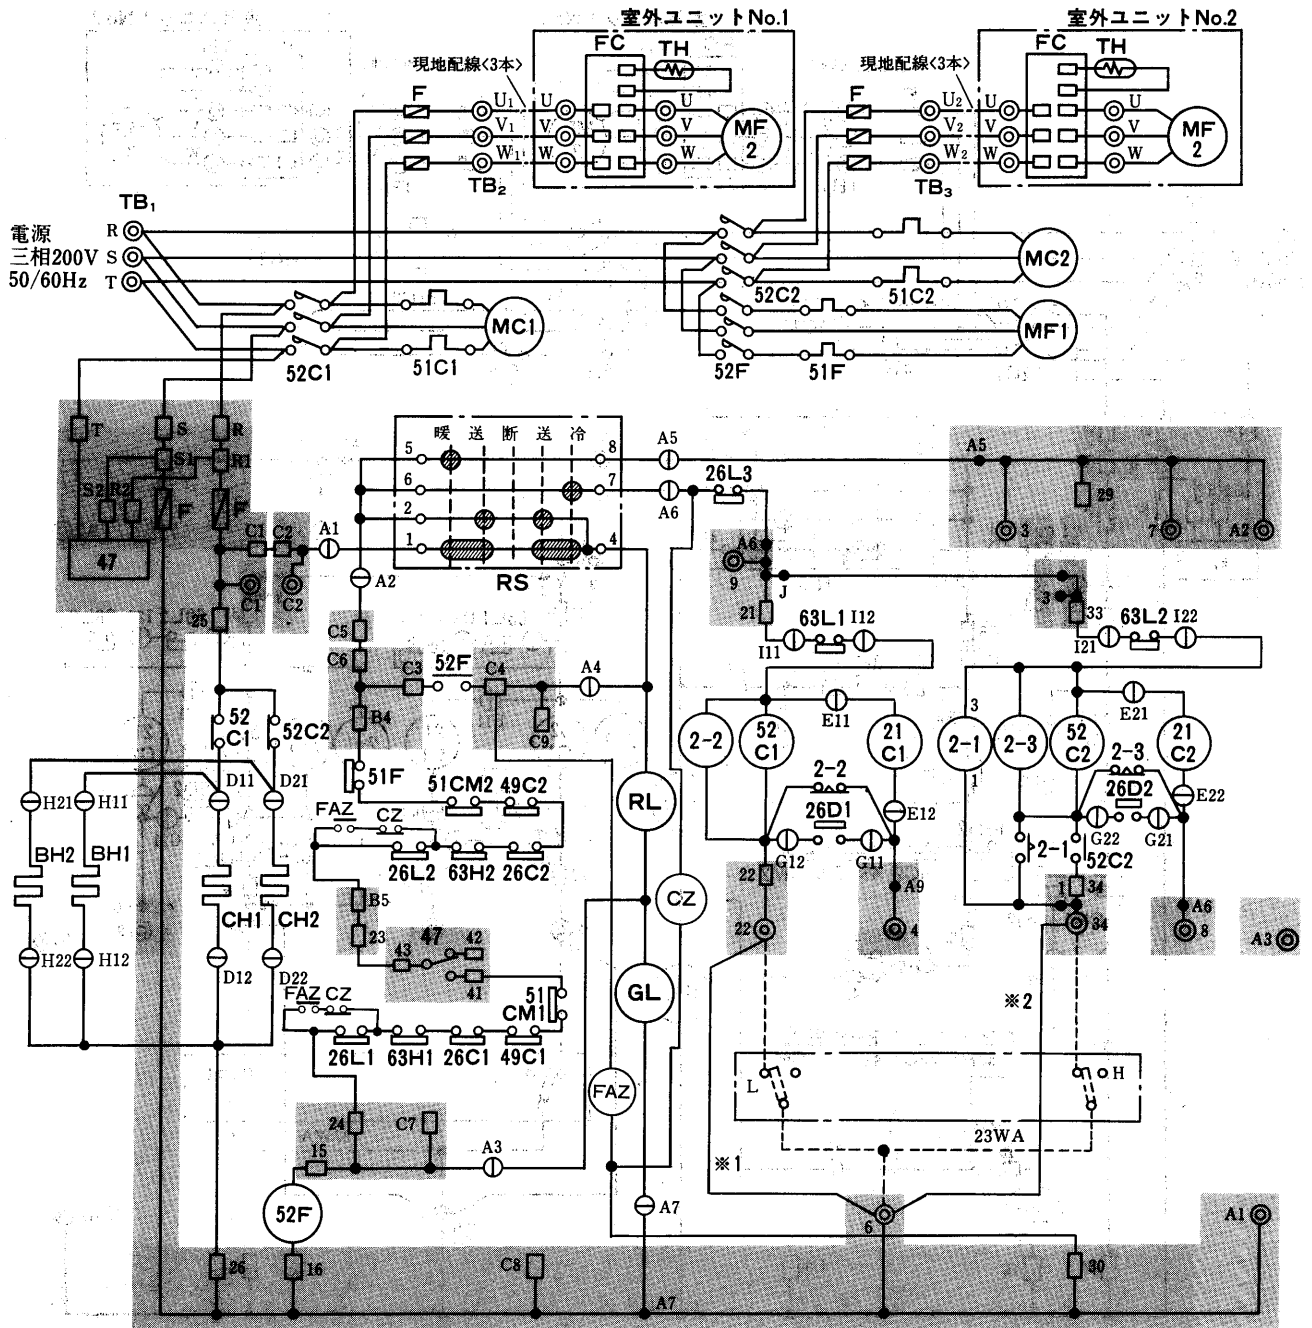 室外ユニットNo.1
室外ユニットNo.2
現地配線<3本>
FC
TH
現地配線<3本>
FC
TH
F
U1
U
U
V1
V
V
W1
W
W
MF
2
TB2
F
U2
U
U
V2
V
V
W2
W
W
MF
2
TB3
TB1
電源
三相200V
50/60Hz
R
S
T
52C2
51C2
MC2
MC1
52C1
51C1
52F
51F
MF1
T
S
R
S1
R1
S2
R2
F
F
47
C1
C2
A1
C1
C2
25
暖 送 断 送 冷
5
8
6
7
2
1
4
RS
A5
A6
A2
26L3
A5
29
3
7
A2
A6
9
J
21
3
33
63L1
I12
I11
63L2
I22
I21
C5
C6
C3
52F
C4
A4
B4
C9
52
C1
52C2
51F
51CM2
49C2
FAZ
CZ
26L2
63H2
26C2
RL
2-2
52
C1
E11
21
C1
2-2
26D1
E12
G12
G11
2-1
3
1
2-3
52
C2
E21
21
C2
2-3
26D2
E22
G22
G21
2-1
52C2
H21
H11
D11
D21
BH2
BH1
CH1
CH2
H22
H12
D12
D22
B5
23
43
47
42
41
51
CM1
FAZ
CZ
26L1
63H1
26C1
49C1
CZ
GL
FAZ
22
22
A9
4
1
34
34
A6
8
A3
※2
L
H
23WA
※1
24
C7
15
A3
52F
A7
6
A1
26
16
C8
A7
30